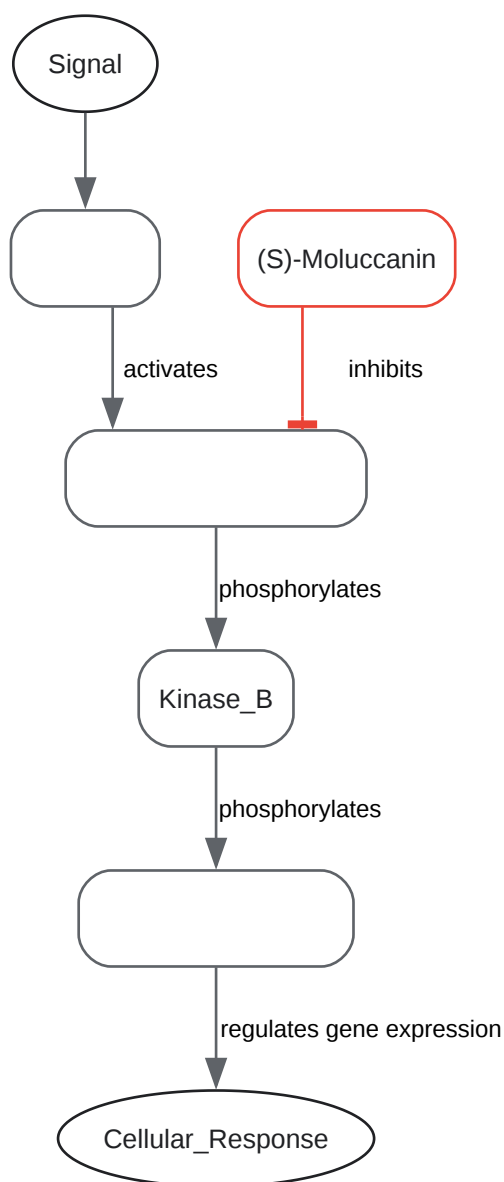 Signal
(S)-Moluccanin
activates
inhibits
phosphorylates
Kinase_B
phosphorylates
regulates gene expression
Cellular_Response